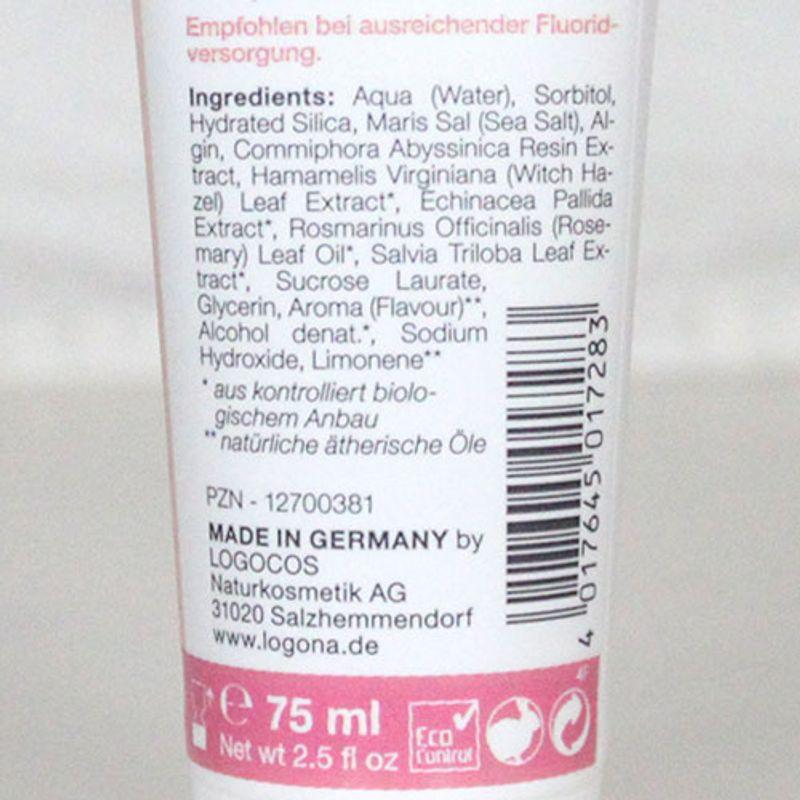 Empfohlen bei ausreichender Fluorid-
versorgung.
Ingredients: Aqua (Water), Sorbitol,
Hydrated Silica, Maris Sal (Sea Salt), Al-
gin, Commiphora Abyssinica Resin Ex-
tract, Hamamelis Virginiana (Witch Ha-
zel) Leaf Extract*, Echinacea Pallida
Extract*, Rosmarinus Officinalis (Rose-
mary) Leaf Oil*, Salvia Triloba Leaf Ex-
tract*, Sucrose Laurate,
Glycerin, Aroma (Flavour)**,
Alcohol denat.*, Sodium
Hydroxide, Limonene**
* aus kontrolliert biolo-
gischem Anbau
** natürliche ätherische Öle
PZN - 12700381
MADE IN GERMANY by
LOGOCOS
Naturkosmetik AG
31020 Salzhemmendorf
www.logona.de
4 017645 017283
e 75 ml
Net wt 2.5 fl oz
Eco
Control